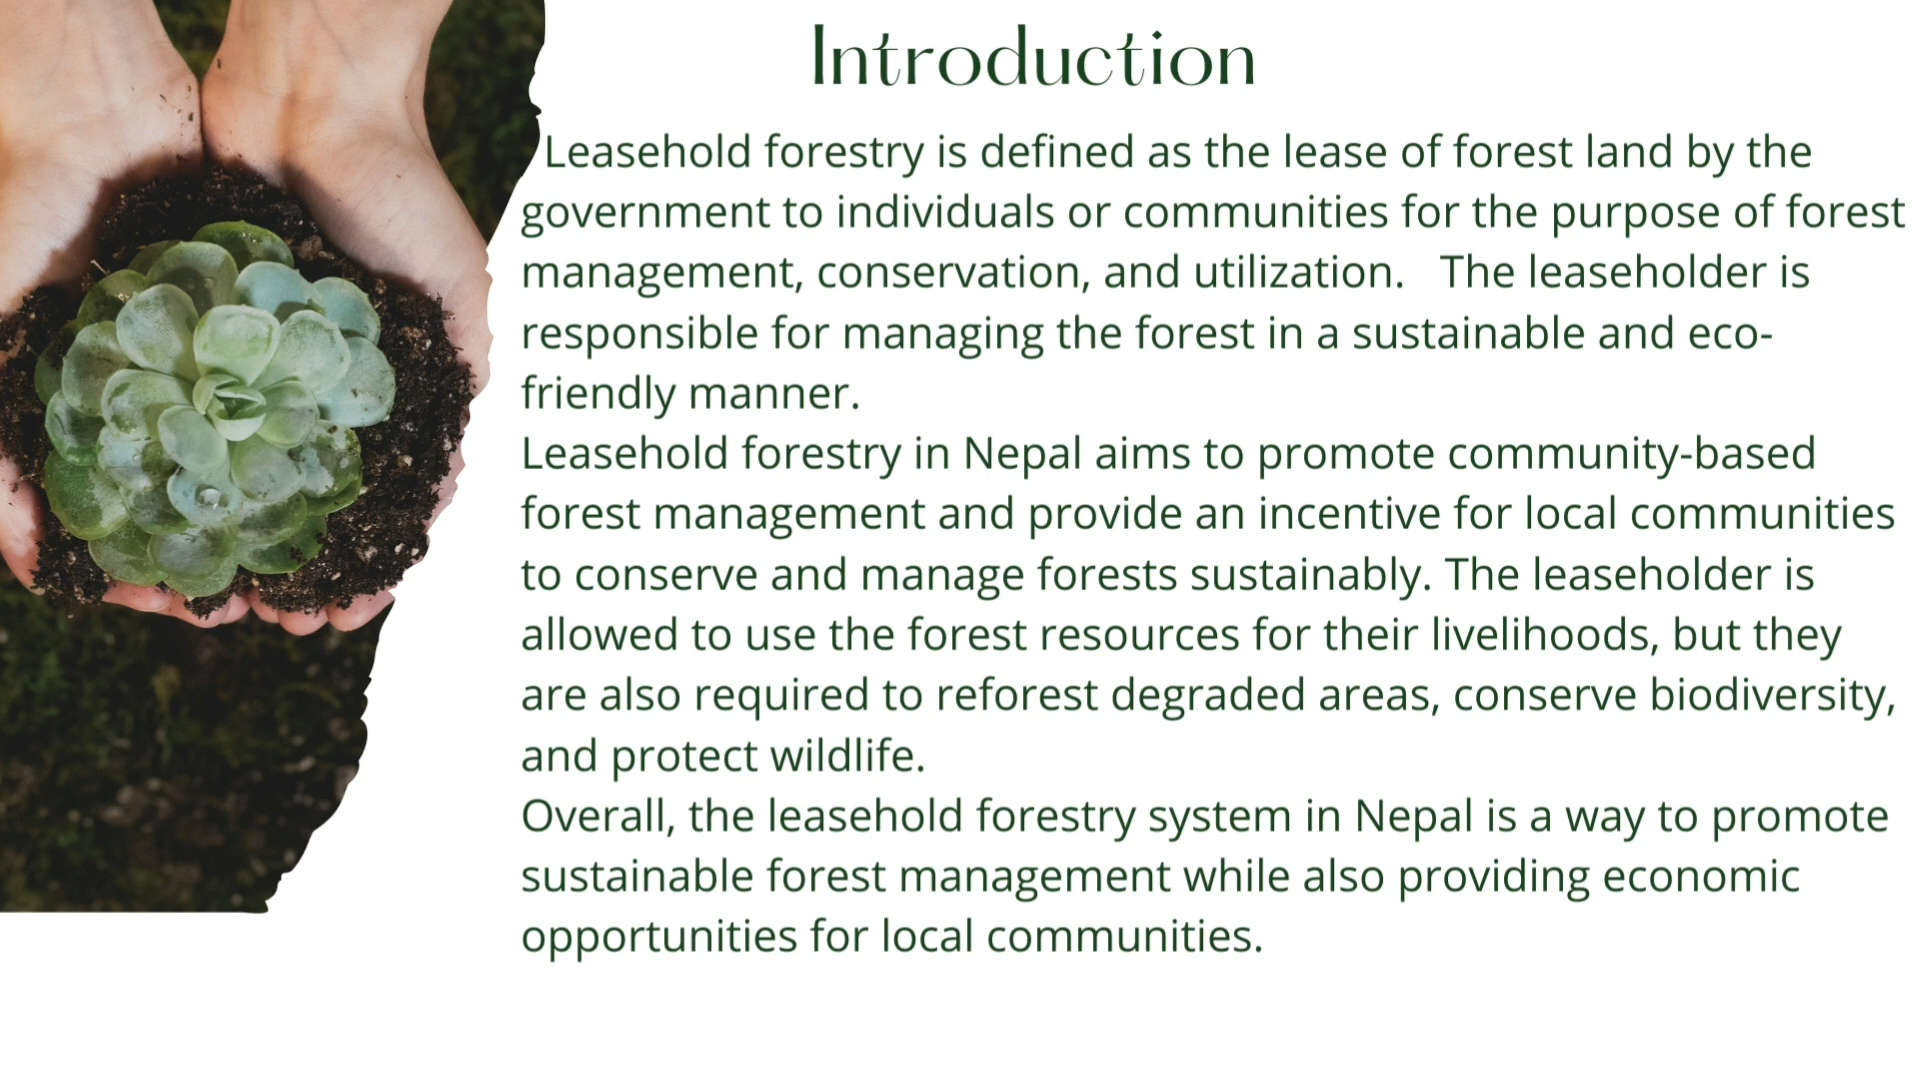 Introduction
Leasehold forestry is defined as the lease of forest land by the
government to individuals or communities for the purpose of forest
management, conservation, and utilization.   The leaseholder is
responsible for managing the forest in a sustainable and eco-
friendly manner.
Leasehold forestry in Nepal aims to promote community-based
forest management and provide an incentive for local communities
to conserve and manage forests sustainably. The leaseholder is
allowed to use the forest resources for their livelihoods, but they
are also required to reforest degraded areas, conserve biodiversity,
and protect wildlife.
Overall, the leasehold forestry system in Nepal is a way to promote
sustainable forest management while also providing economic
opportunities for local communities.